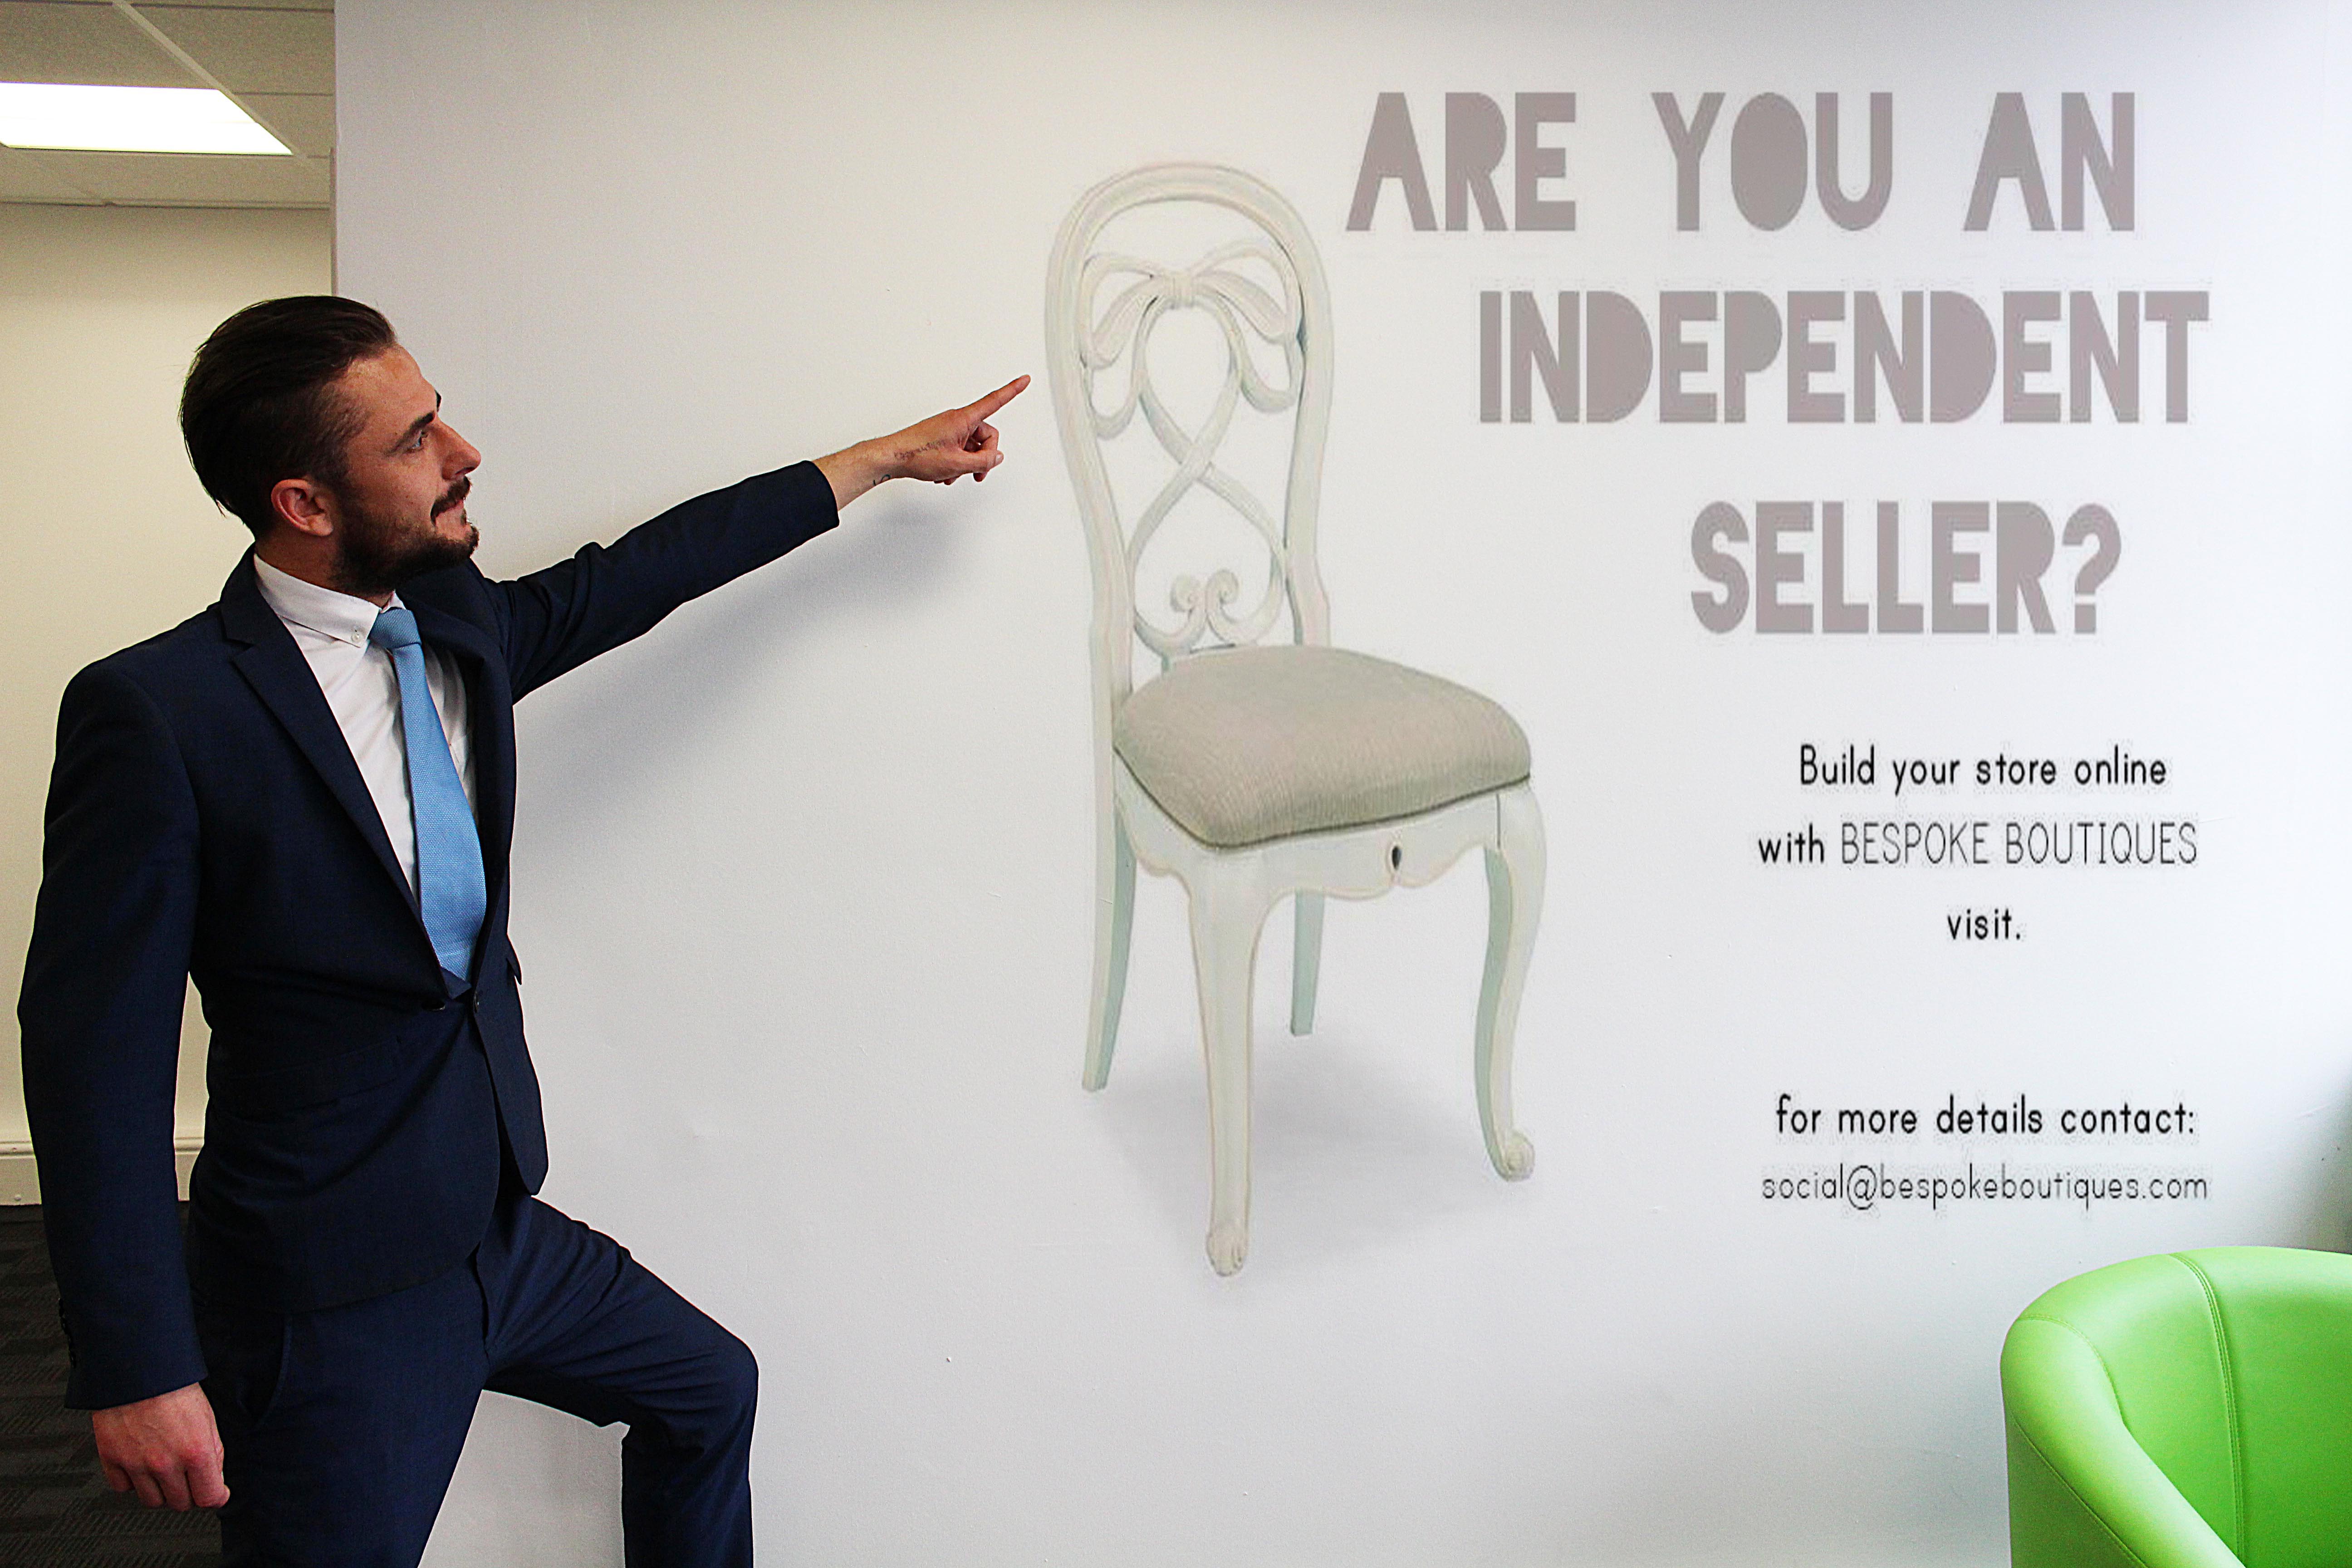 ARE YOU AN
INDEPENDENT
SELLER?
Build your store online
with BESPOKE BOUTIQUES
visit.
for more details contact:
social@bespokeboutiques.com